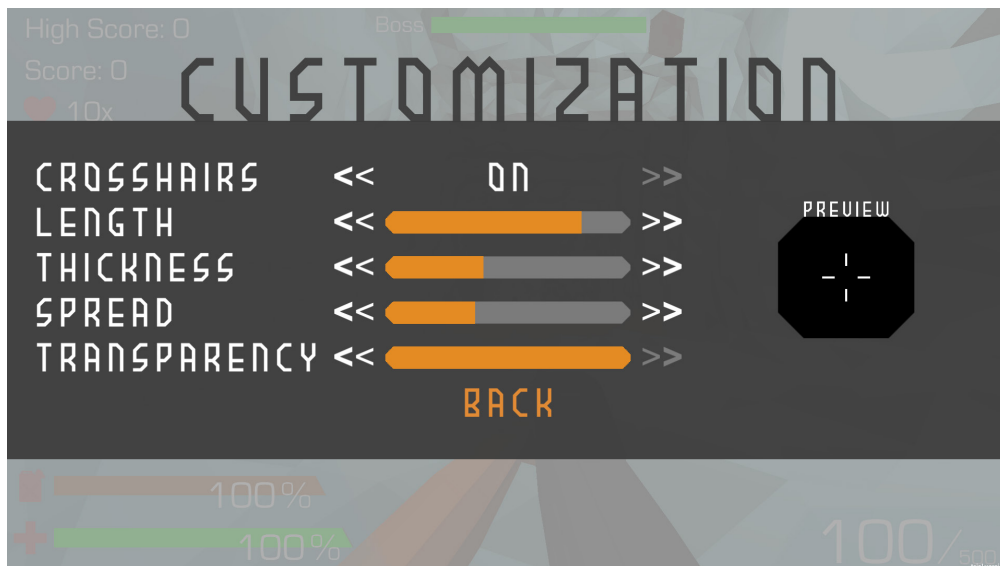 High Score: 0
Boss
Score: 0
10x
CUSTOMIZATION
CROSSHAIRS << ON >>
LENGTH << >>
THICKNESS << >>
SPREAD << >>
TRANSPARENCY << >>
PREVIEW
BACK
100%
100%
100/500